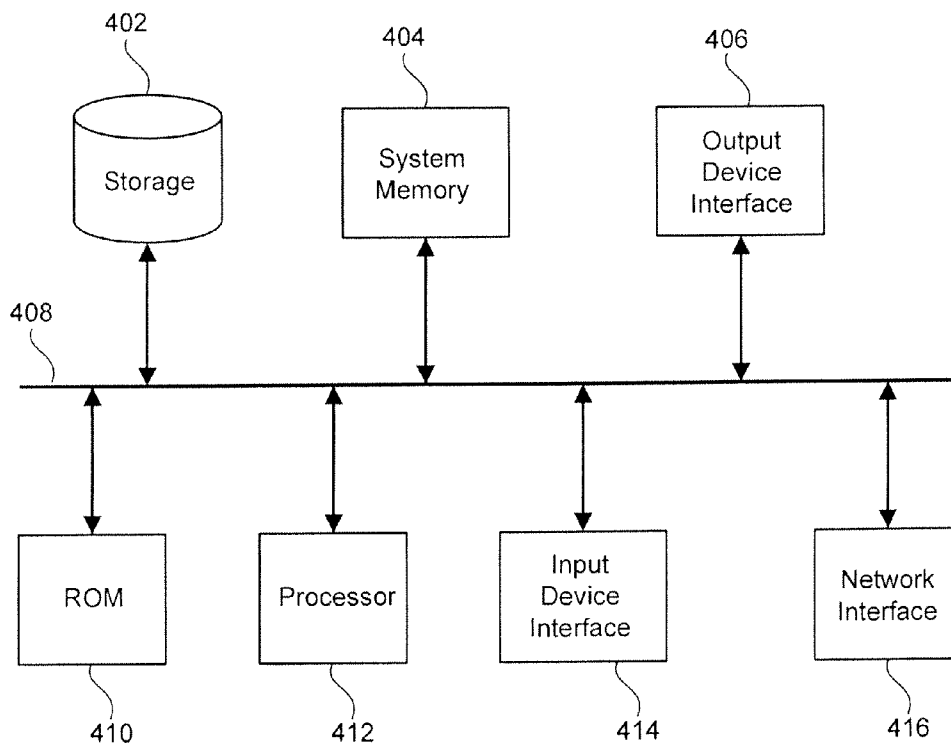 402
404
406
Storage
System
Memory
Output
Device
Interface
408
ROM
Processor
Input
Device
Interface
Network
Interface
410
412
414
416